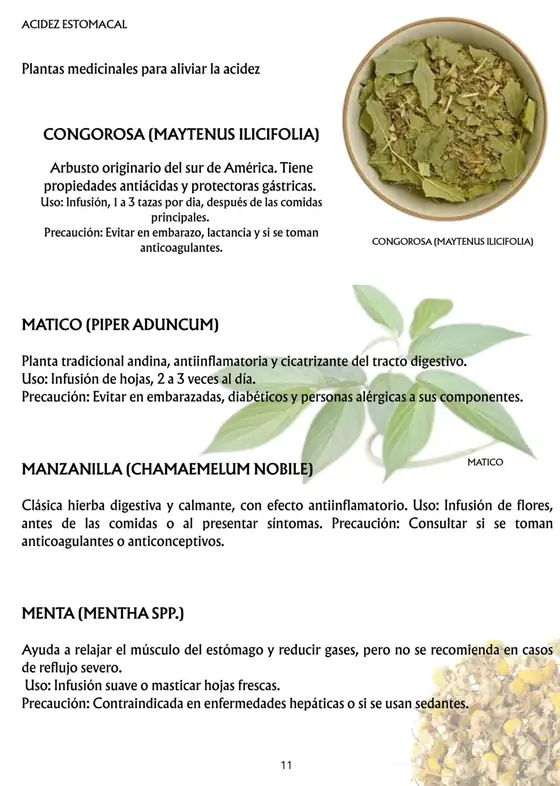 ACIDEZ ESTOMACAL
Plantas medicinales para aliviar la acidez
CONGOROSA (MAYTENUS ILICIFOLIA)
Arbusto originario del sur de América. Tiene
propiedades antiácidas y protectoras gástricas.
Uso: Infusión, 1 a 3 tazas por dia, después de las comidas
principales.
Precaución: Evitar en embarazo, lactancia y si se toman
anticoagulantes.
CONGOROSA (MAYTENUS ILICIFOLIA)
MATICO (PIPER ADUNCUM)
Planta tradicional andina, antiinflamatoria y cicatrizante del tracto digestivo.
Uso: Infusión de hojas, 2 a 3 veces al día.
Precaución: Evitar en embarazadas, diabéticos y personas alérgicas a sus componentes.
MATICO
MANZANILLA (CHAMAEMELUM NOBILE)
Clásica hierba digestiva y calmante, con efecto antiinflamatorio. Uso: Infusión de flores,
antes de las comidas o al presentar síntomas. Precaución: Consultar si se toman
anticoagulantes o anticonceptivos.
MENTA (MENTHA SPP.)
Ayuda a relajar el músculo del estómago y reducir gases, pero no se recomienda en casos
de reflujo severo.
Uso: Infusión suave o masticar hojas frescas.
Precaución: Contraindicada en enfermedades hepáticas o si se usan sedantes.
11